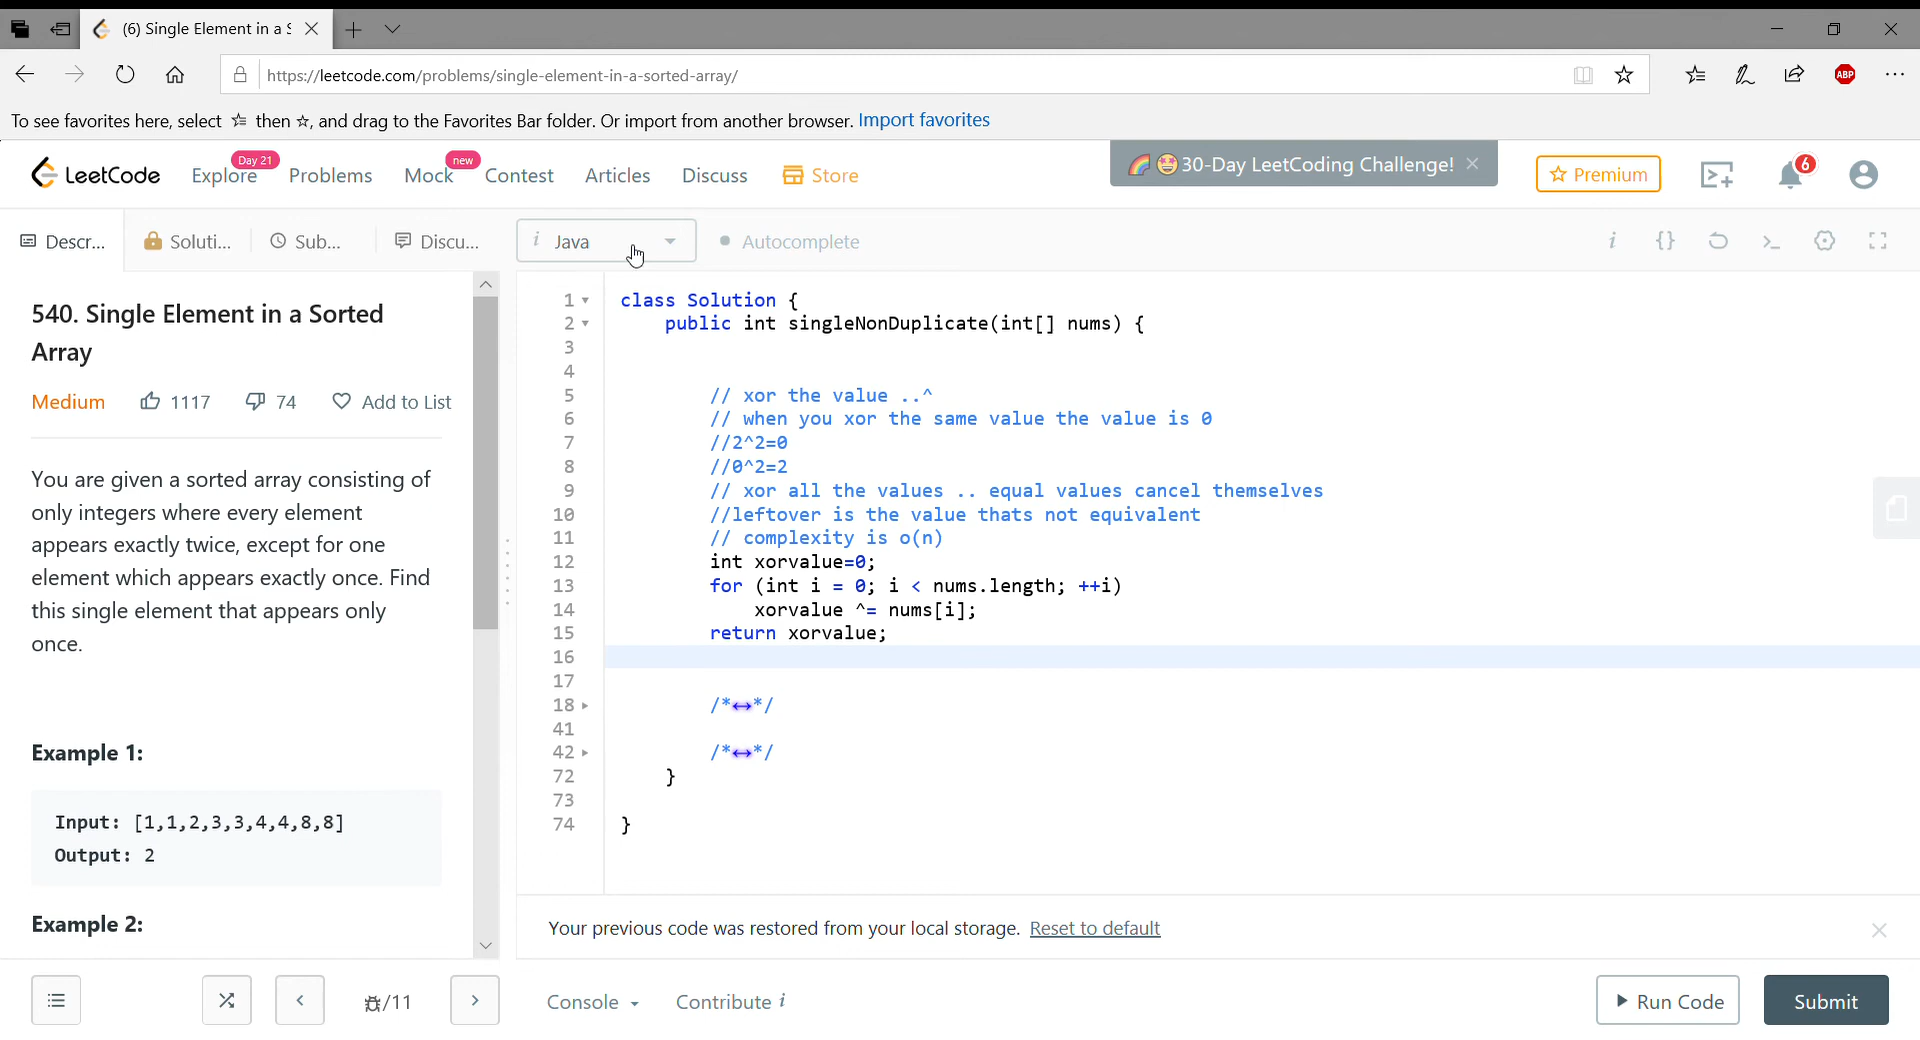 (6) Single Element in a S
https://leetcode.com/problems/single-element-in-a-sorted-array/
ABP
To see favorites here, select then , and drag to the Favorites Bar folder. Or import from another browser. Import favorites
LeetCode
Explore
Day 21
Problems
Mock
new
Contest
Articles
Discuss
Store
30-Day LeetCoding Challenge!
Premium
6
Descr...
Soluti...
Sub...
Discu...
i Java
Autocomplete
i {}
540. Single Element in a Sorted
Array
Medium
1117
74
Add to List
You are given a sorted array consisting of
only integers where every element
appears exactly twice, except for one
element which appears exactly once. Find
this single element that appears only
once.
Example 1:
Input: [1,1,2,3,3,4,4,8,8]
Output: 2
Example 2:
1 class Solution {
2 public int singleNonDuplicate(int[] nums) {
3
4
5 // xor the value ..^
6 // when you xor the same value the value is 0
7 //2^2=0
8 //0^2=2
9 // xor all the values .. equal values cancel themselves
10 //leftover is the value thats not equivalent
11 // complexity is o(n)
12 int xorvalue=0;
13 for (int i = 0; i < nums.length; ++i)
14 xorvalue ^= nums[i];
15 return xorvalue;
16
17
18 /*↔*/
41
42 /*↔*/
72 }
73
74 }
Your previous code was restored from your local storage. Reset to default
/11
Console
Contribute i
Run Code
Submit